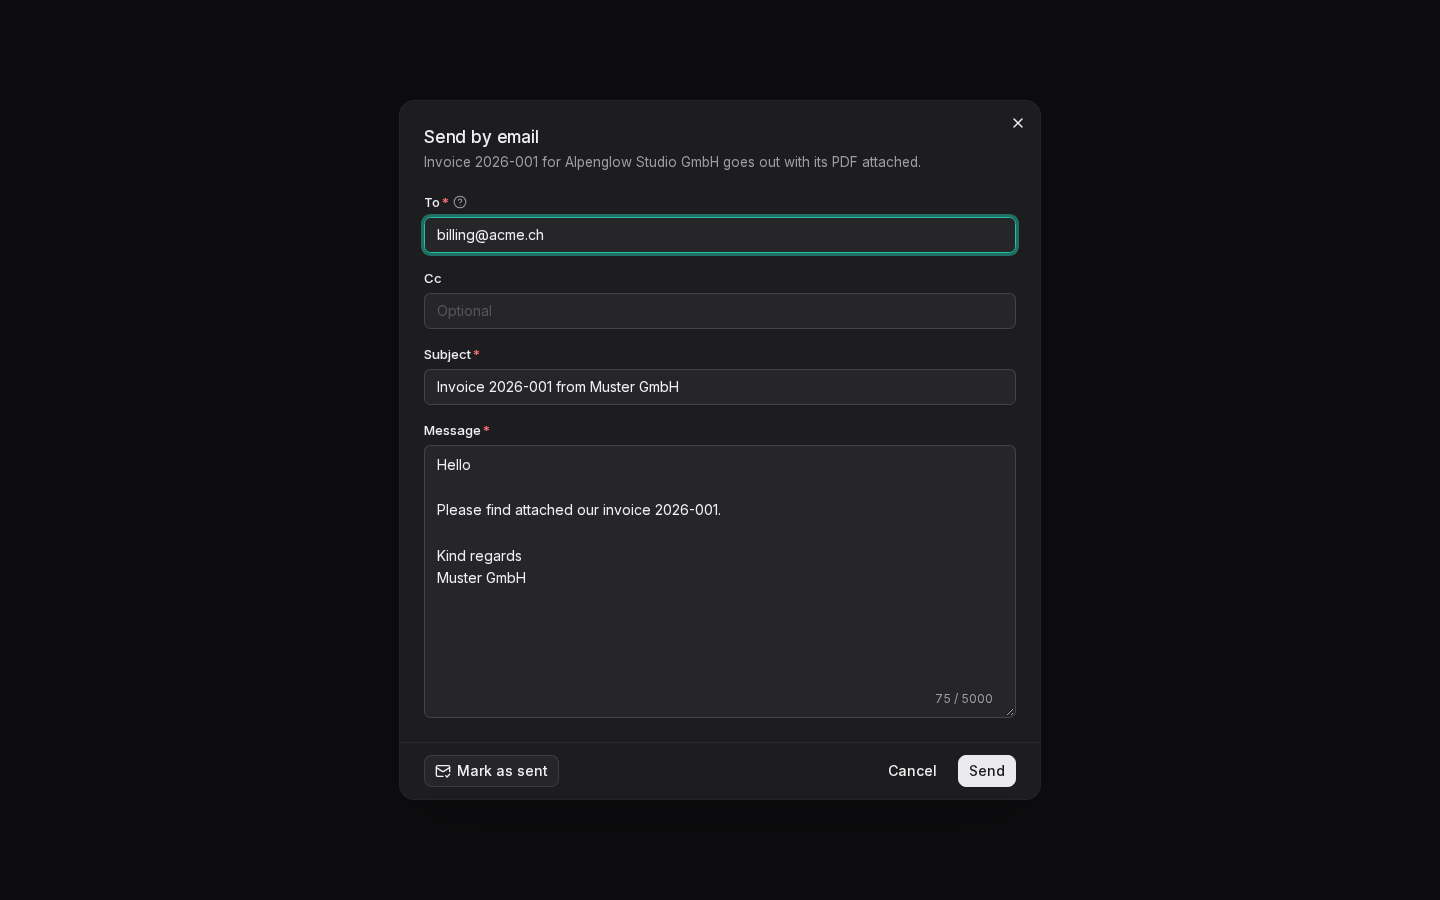 Send by email
Invoice 2026-001 for Alpenglow Studio GmbH goes out with its PDF attached.
To *
billing@acme.ch
Cc
Optional
Subject *
Invoice 2026-001 from Muster GmbH
Message *
Hello
Please find attached our invoice 2026-001.
Kind regards
Muster GmbH
75 / 5000
Mark as sent
Cancel
Send